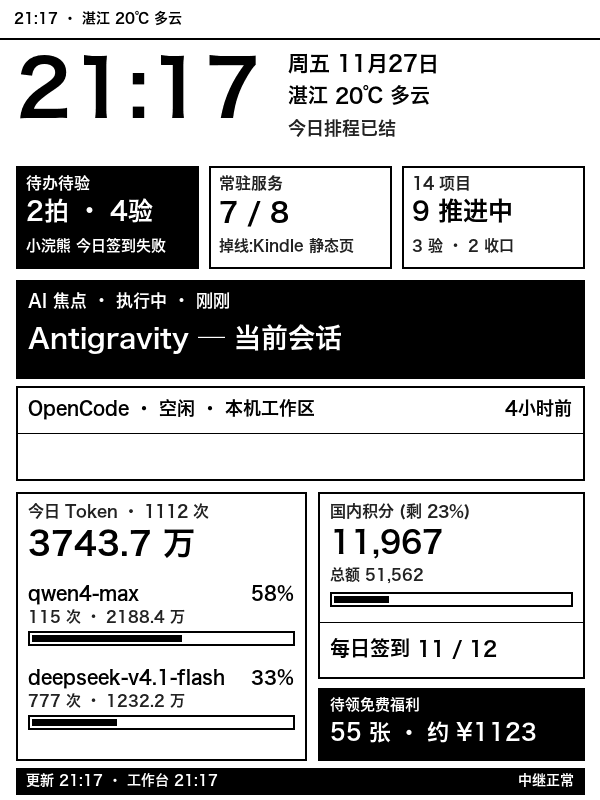 21:17 · 湛江 20℃ 多云
21:17
周五 11月27日
湛江 20℃ 多云
今日排程已结
待办待验
2拍 · 4验
小浣熊 今日签到失败
常驻服务
7 / 8
掉线:Kindle 静态页
14 项目
9 推进中
3 验 · 2 收口
AI 焦点 · 执行中 · 刚刚
Antigravity — 当前会话
OpenCode · 空闲 · 本机工作区 4小时前
今日 Token · 1112 次
3743.7 万
qwen4-max 58%
115 次 · 2188.4 万
deepseek-v4.1-flash 33%
777 次 · 1232.2 万
国内积分 (剩 23%)
11,967
总额 51,562
每日签到 11 / 12
待领免费福利
55 张 · 约 ¥1123
更新 21:17 · 工作台 21:17 中继正常